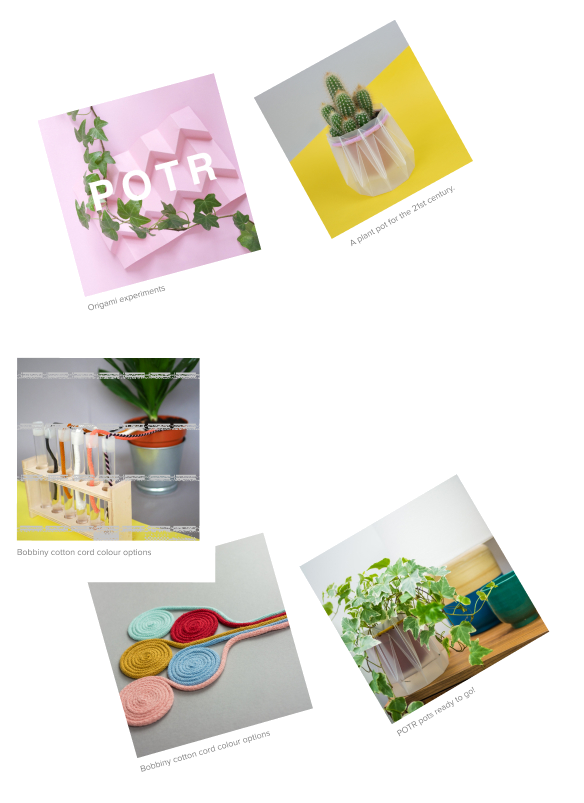 POTR
Origami experiments
A plant pot for the 21st century.
Bobbiny cotton cord colour options
Bobbiny cotton cord colour options
POTR pots ready to go!